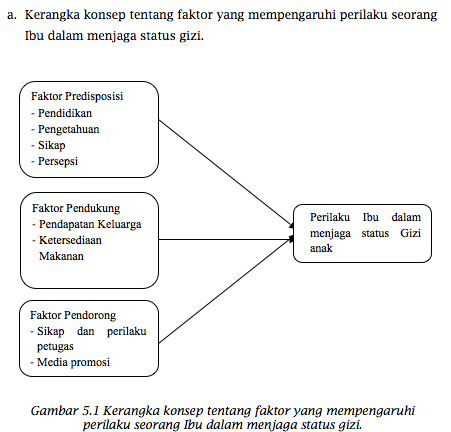 a. Kerangka konsep tentang faktor yang mempengaruhi perilaku seorang
Ibu dalam menjaga status gizi.
Faktor Predisposisi
- Pendidikan
- Pengetahuan
- Sikap
- Persepsi
Faktor Pendukung
- Pendapatan Keluarga
- Ketersediaan
Makanan
Faktor Pendorong
- Sikap dan perilaku
petugas
- Media promosi
Perilaku Ibu dalam
menjaga status Gizi
anak
Gambar 5.1 Kerangka konsep tentang faktor yang mempengaruhi
perilaku seorang Ibu dalam menjaga status gizi.